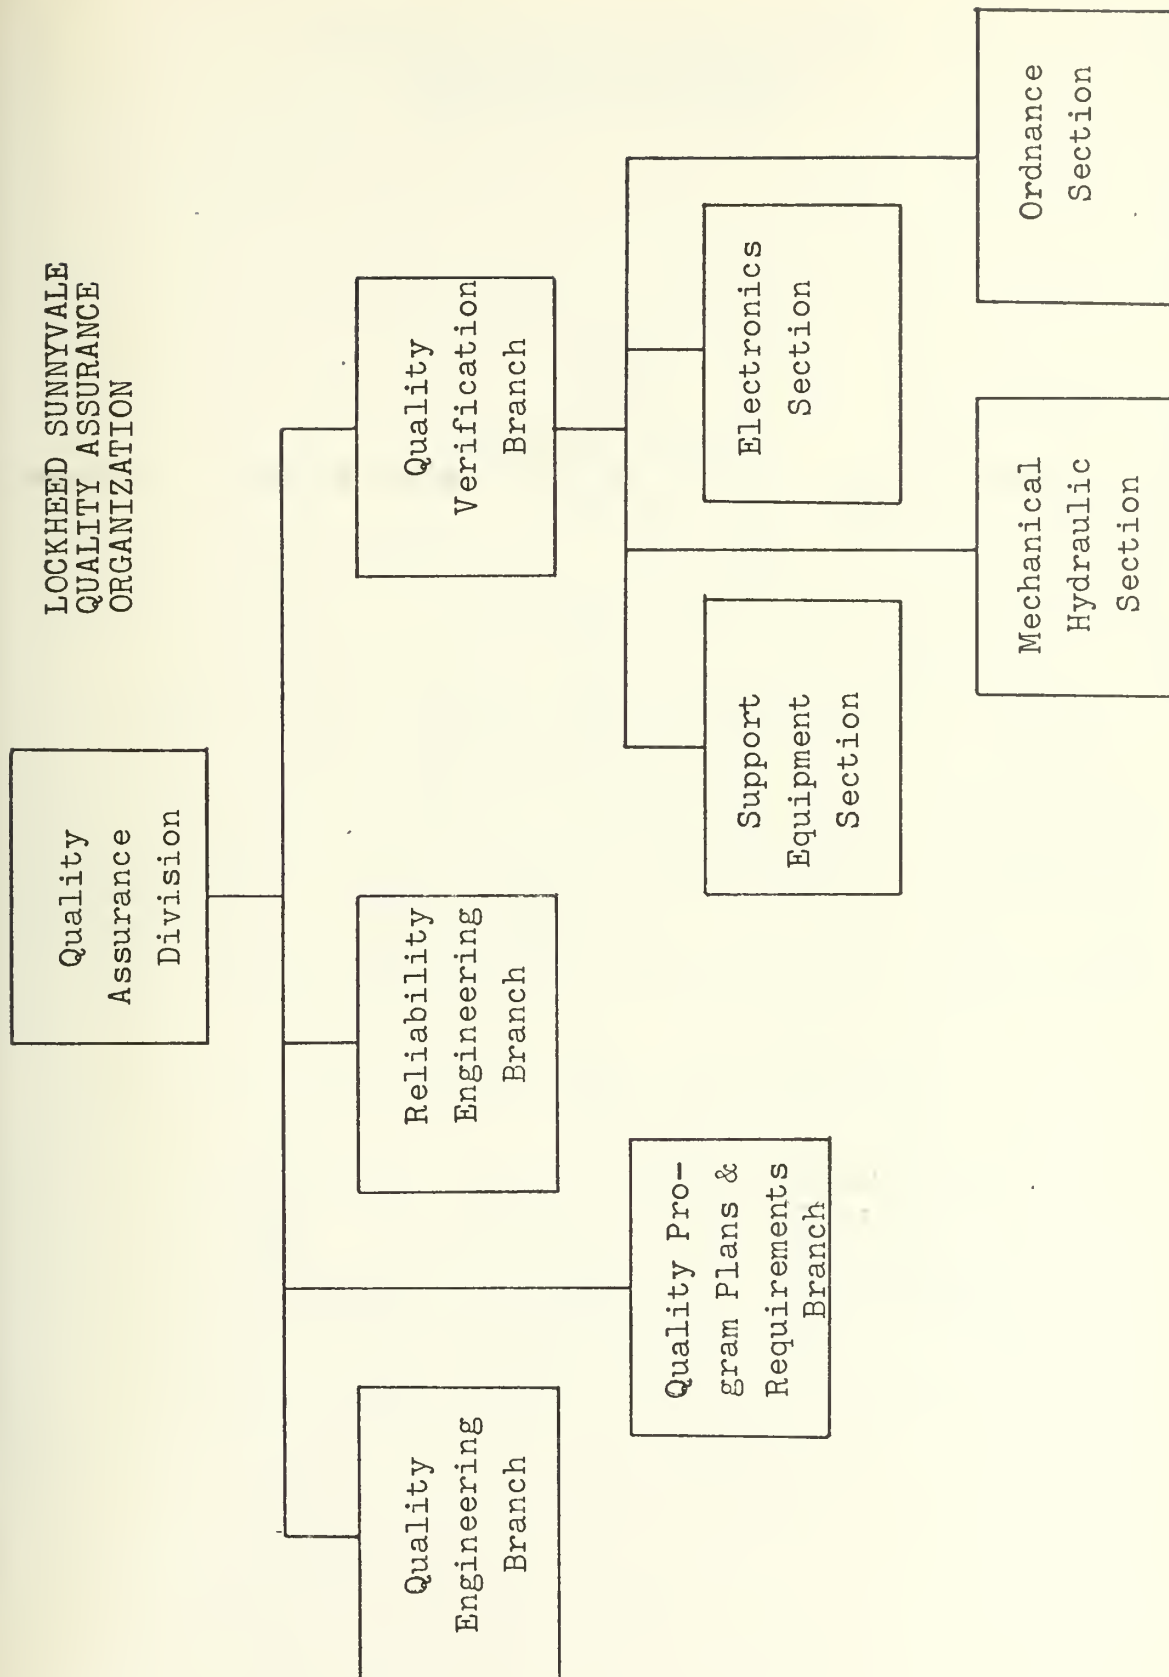 LOCKHEED SUNNYVALE
QUALITY ASSURANCE
ORGANIZATION
Quality
Assurance
Division
Quality
Engineering
Branch
Quality Pro-
gram Plans &
Requirements
Branch
Reliability
Engineering
Branch
Quality
Verification
Branch
Support
Equipment
Section
Mechanical
Hydraulic
Section
Electronics
Section
Ordnance
Section